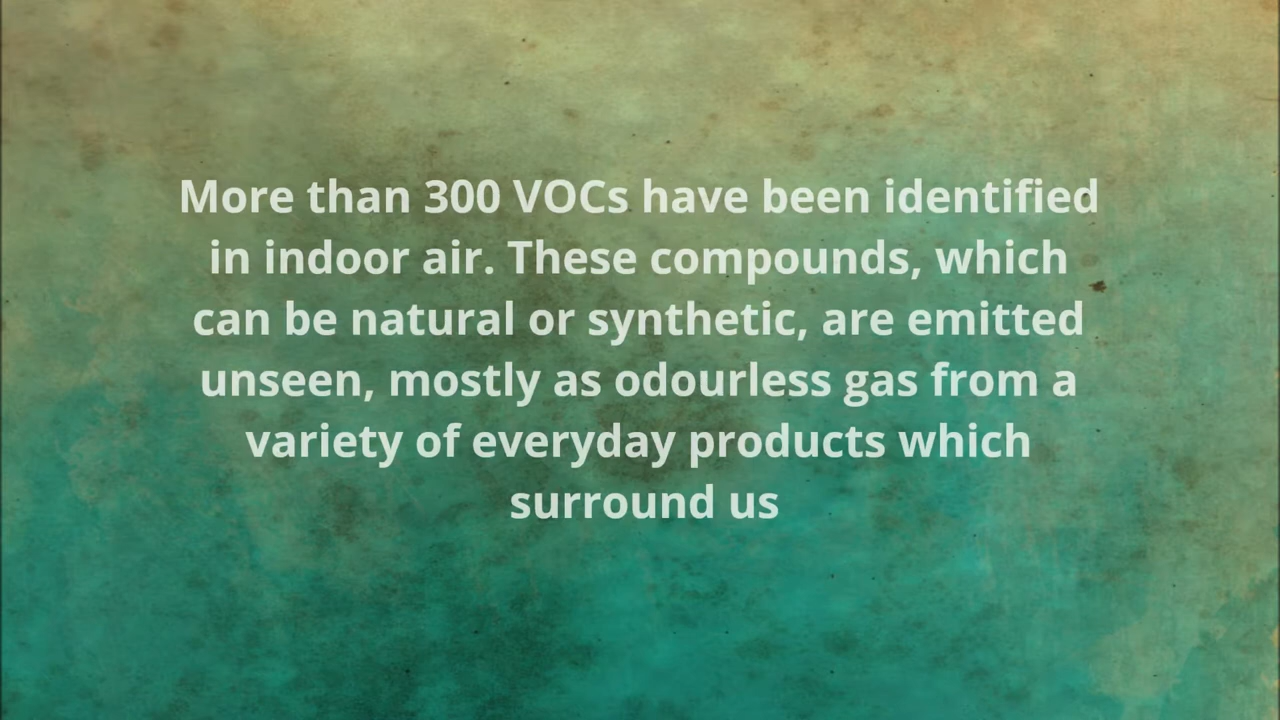 More than 300 VOCs have been identified
in indoor air. These compounds, which
can be natural or synthetic, are emitted
unseen, mostly as odourless gas from a
variety of everyday products which
surround us